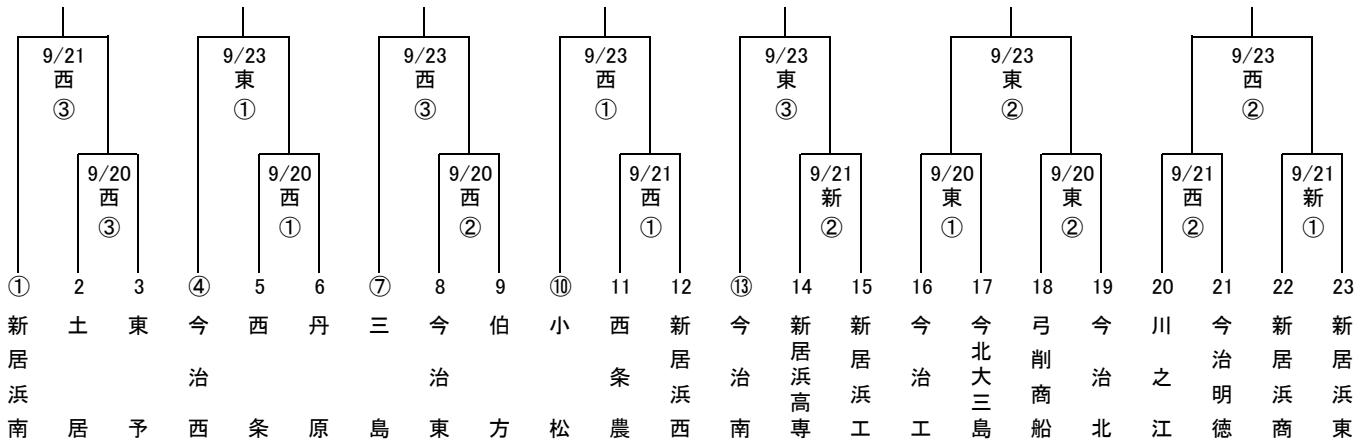 9/21 9/23 9/23 9/23 9/23 9/23 9/23
西 東 西 西 東 東 西
③ ① ③ ① ③ ② ②
9/20 9/20 9/20 9/21 9/21 9/20 9/20 9/21 9/21
西 西 西 西 新 東 東 西 新
③ ① ② ① ② ① ② ② ①
① 2 3 ④ 5 6 ⑦ 8 9 ⑩ 11 12 ⑬ 14 15 16 17 18 19 20 21 22 23
新居浜南
土居
東予
今治西
西条
丹原
三島
今治東
伯方
小松
西条農
新居浜西
今治南
新居浜高専
新居浜工
今治工
今北大三島
弓削商船
今治北
川之江
今治明徳
新居浜商
新居浜東